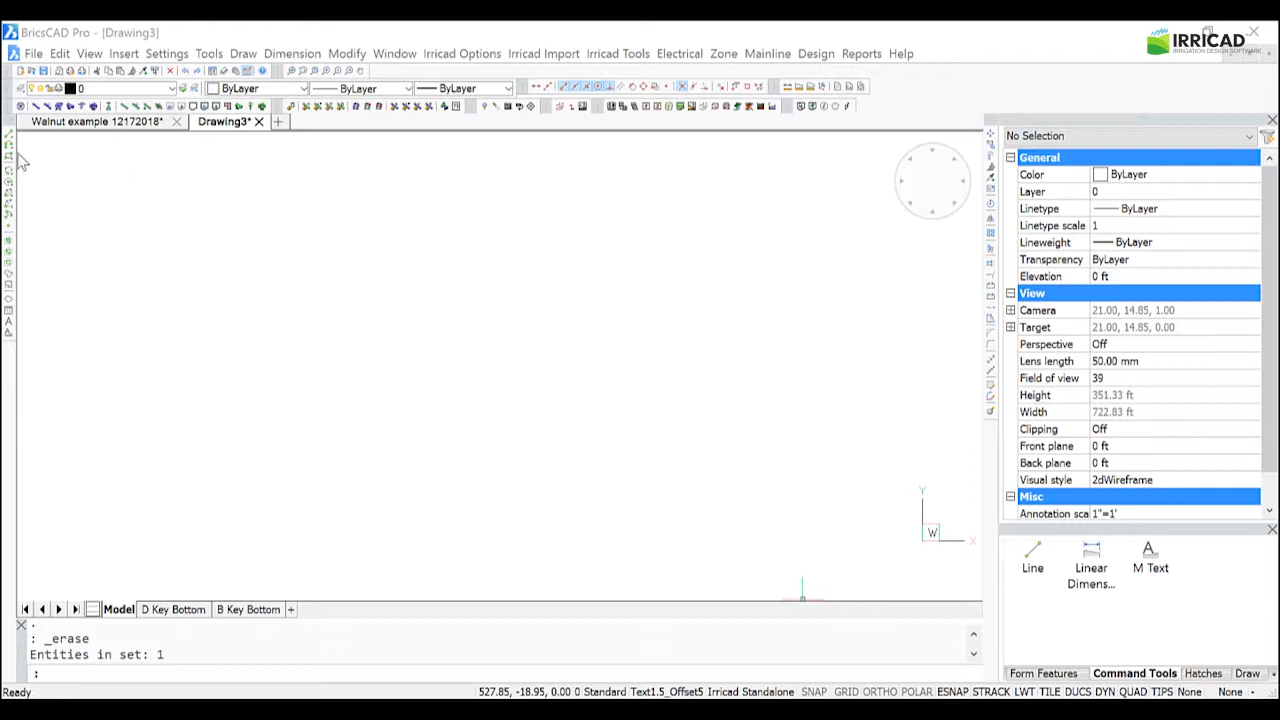 BricsCAD Pro - [Drawing3]
IRRICAD
IRRIGATION DESIGN SOFTWARE
File Edit View Insert Settings Tools Draw Dimension Modify Window Irricad Options Irricad Import Irricad Tools Electrical Zone Mainline Design Reports Help
0 ByLayer ByLayer ByLayer
Walnut example 12172018* Drawing3*
No Selection
General
Color ByLayer
Layer 0
Linetype ByLayer
Linetype scale 1
Lineweight ByLayer
Transparency ByLayer
Elevation 0 ft
View
Camera 21.00, 14.85, 1.00
Target 21.00, 14.85, 0.00
Perspective Off
Lens length 50.00 mm
Field of view 39
Height 351.33 ft
Width 722.83 ft
Clipping Off
Front plane 0 ft
Back plane 0 ft
Visual style 2dWireframe
Misc
Annotation sca 1"=1'
Y
W
X
Line Linear Dimens... M Text
Model D Key Bottom B Key Bottom
: _erase
Entities in set: 1
:
Form Features Command Tools Hatches Draw
Ready 527.85, -18.95, 0.00 0 Standard Text1.5_Offset5 Irricad Standalone SNAP GRID ORTHO POLAR ESNAP STRACK LWT TILE DUCS DYN QUAD TIPS None None